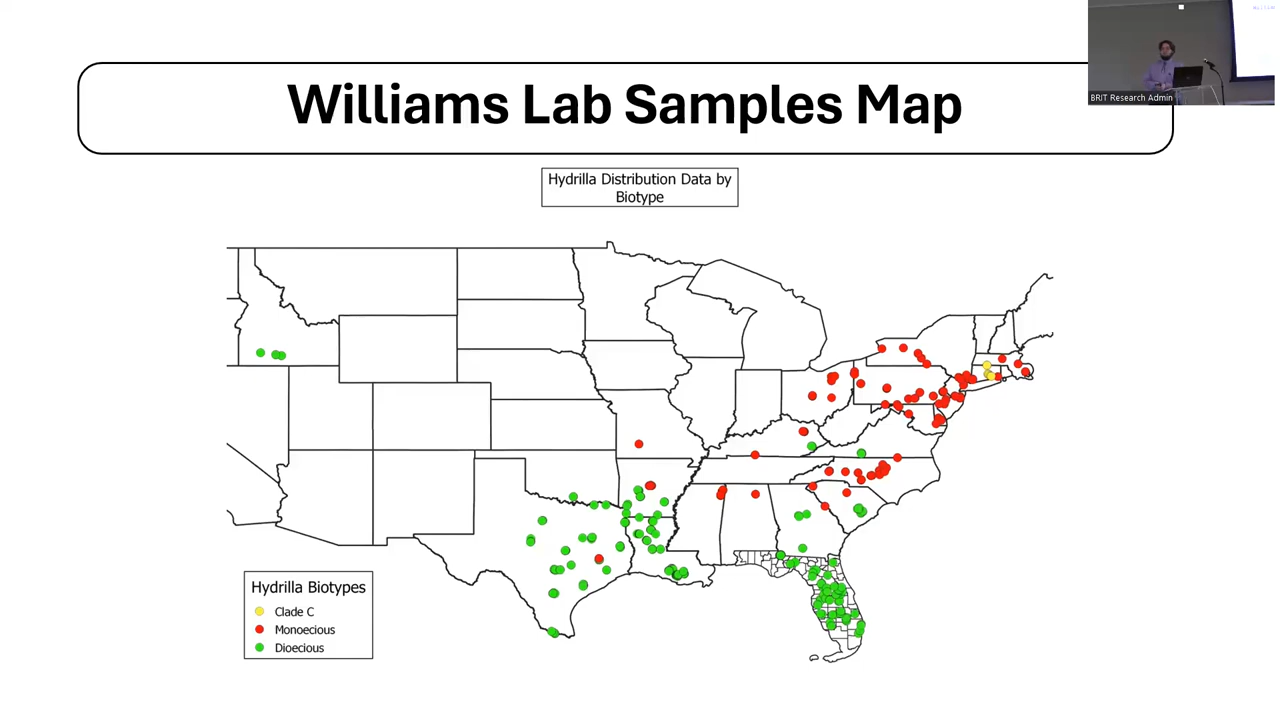 Williams Lab Samples Map
BRIT Research Admin
Hydrilla Distribution Data by
Biotype
Hydrilla Biotypes
Clade C
Monoecious
Dioecious